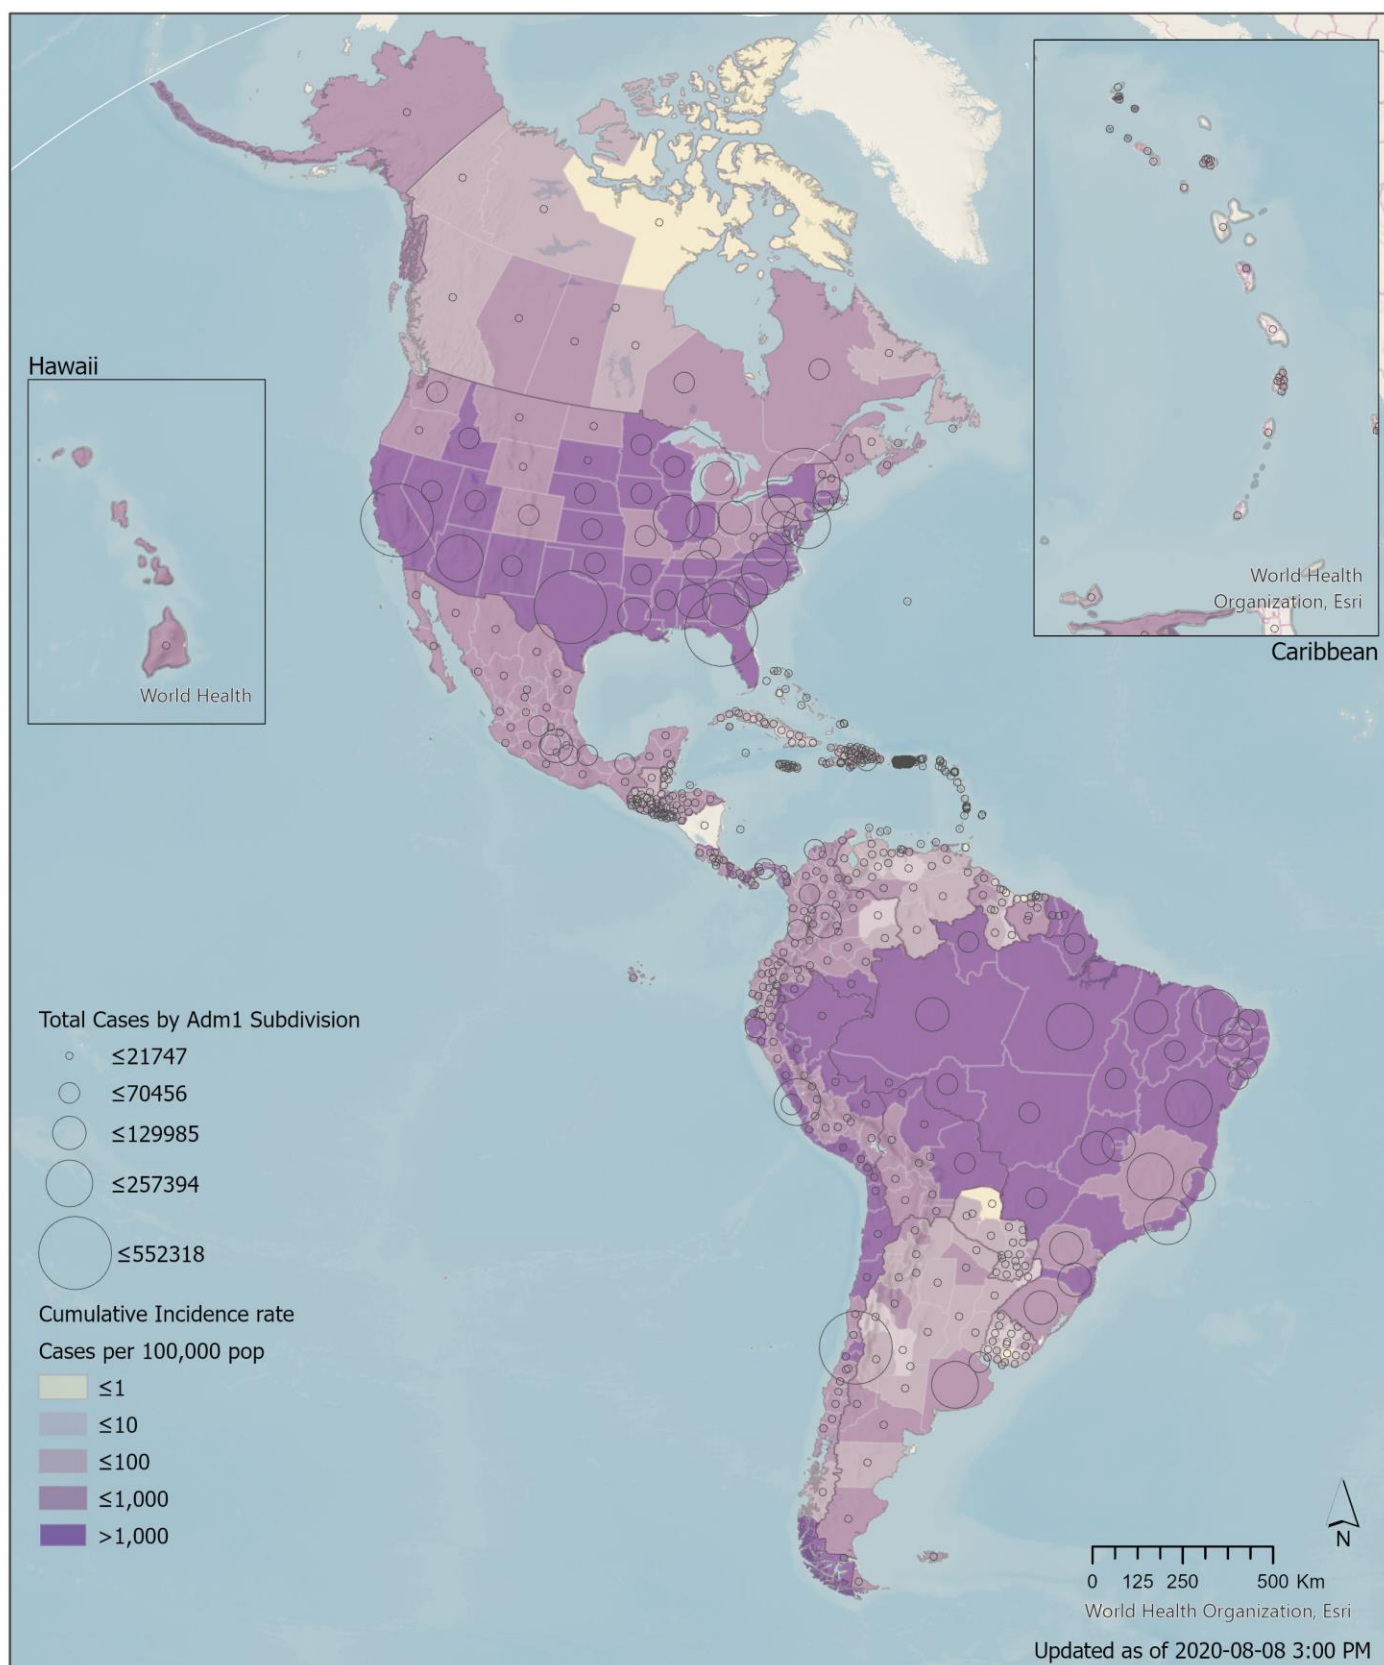 Hawaii
World Health
World Health
Organization, Esri
Caribbean
Total Cases by Adm1 Subdivision
≤21747
≤70456
≤129985
≤257394
≤552318
Cumulative Incidence rate
Cases per 100,000 pop
≤1
≤10
≤100
≤1,000
>1,000
N
0 125 250 500 Km
World Health Organization, Esri
Updated as of 2020-08-08 3:00 PM